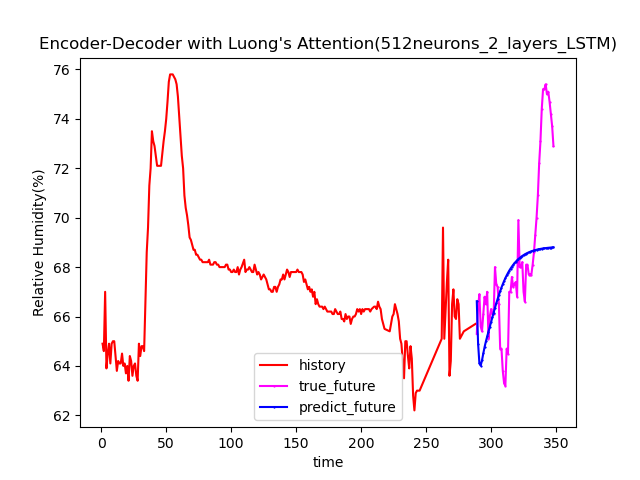 Encoder-Decoder with Luong's Attention(512neurons_2_layers_LSTM)
76
74
72
70
68
66
64
62
Relative Humidity(%)
history
true_future
predict_future
0 50 100 150 200 250 300 350
time